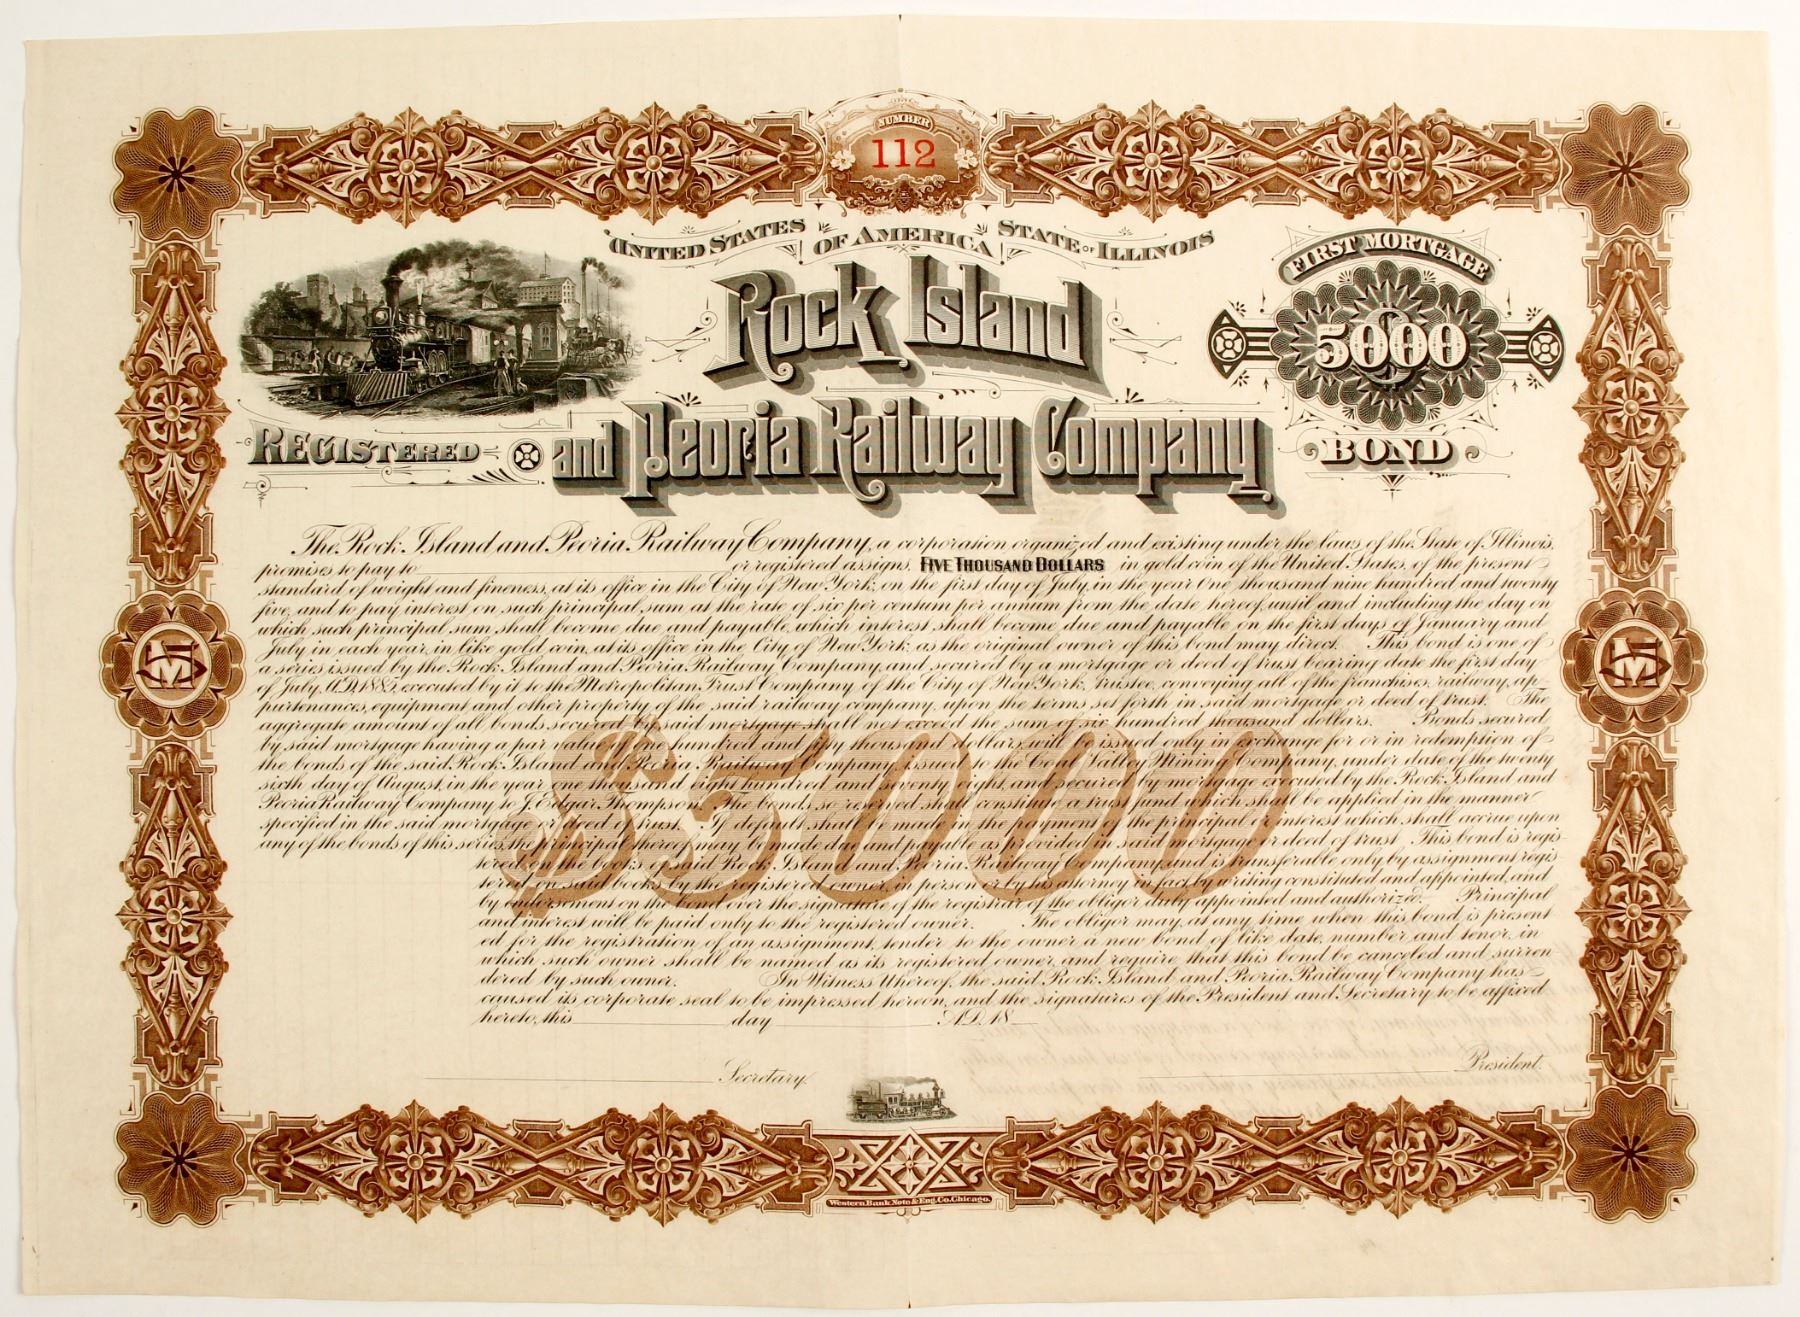 NUMBER
112
UNITED STATES OF AMERICA STATE OF ILLINOIS
FIRST MORTGAGE
Rock Island
5000
REGISTERED
and Peoria Railway Company
BOND
The Rock Island and Peoria Railway Company, a corporation organized and existing under the laws of the State of Illinois,
promises to pay to or registered assigns, FIVE THOUSAND DOLLARS in gold coin of the United States, of the present
standard of weight and fineness, at its office in the City of New York, on the first day of July, in the year One thousand nine hundred and twenty
five, and to pay interest on such principal sum at the rate of six per centum per annum from the date hereof, until and including the day on
which such principal sum shall become due and payable, which interest shall become due and payable on the first days of January and
July in each year, in like gold coin, at its office in the City of New York, as the original owner of this bond may direct. This bond is one of
a series issued by the Rock Island and Peoria Railway Company, and secured by a mortgage or deed of trust bearing date the first day
of July, A.D. 1885, executed by it to the Metropolitan Trust Company of the City of New York, trustee, conveying all of the franchises, railway, ap-
purtenances, equipment and other property of the said railway company, upon the terms set forth in said mortgage or deed of trust. The
aggregate amount of all bonds secured by said mortgage shall not exceed the sum of six hundred thousand dollars. Bonds secured
by said mortgage having a par value of one hundred and fifty thousand dollars, will be issued only in exchange for or in redemption of
the bonds of the said Rock Island and Peoria Railway Company, issued to the Coal Valley Mining Company, under date of the twenty
sixth day of August, in the year one thousand eight hundred and seventy eight, and secured by mortgage executed by the Rock Island and
Peoria Railway Company to J. Edgar Thompson. The bonds so reserved shall constitute a trust fund which shall be applied in the manner
specified in the said mortgage or deed of trust. If default shall be made in the payment of the principal or interest which shall accrue upon
any of the bonds of this series, the principal thereof may be made due and payable as provided in said mortgage or deed of trust. This bond is regis-
tered on the books of said Rock Island and Peoria Railway Company, and is transferable only by assignment regis
tered on said books by the registered owner, in person or by his attorney in fact, by writing constituted and appointed, and
by endorsement on the bond over the signature of the registrar of the obligor duly appointed and authorized. Principal
and interest will be paid only to the registered owner. The obligor may at any time when this bond is present
ed for the registration of an assignment, tender to the owner a new bond of like date, number and tenor, in
which such owner shall be named as its registered owner, and require that this bond be canceled and surren
dered by such owner. In Witness Whereof, the said Rock Island and Peoria Railway Company has
caused its corporate seal to be impressed hereon, and the signatures of the President and Secretary to be affixed
hereto, this day A.D. 18
$5000
Secretary. President.
Western Bank Note & Eng. Co. Chicago.